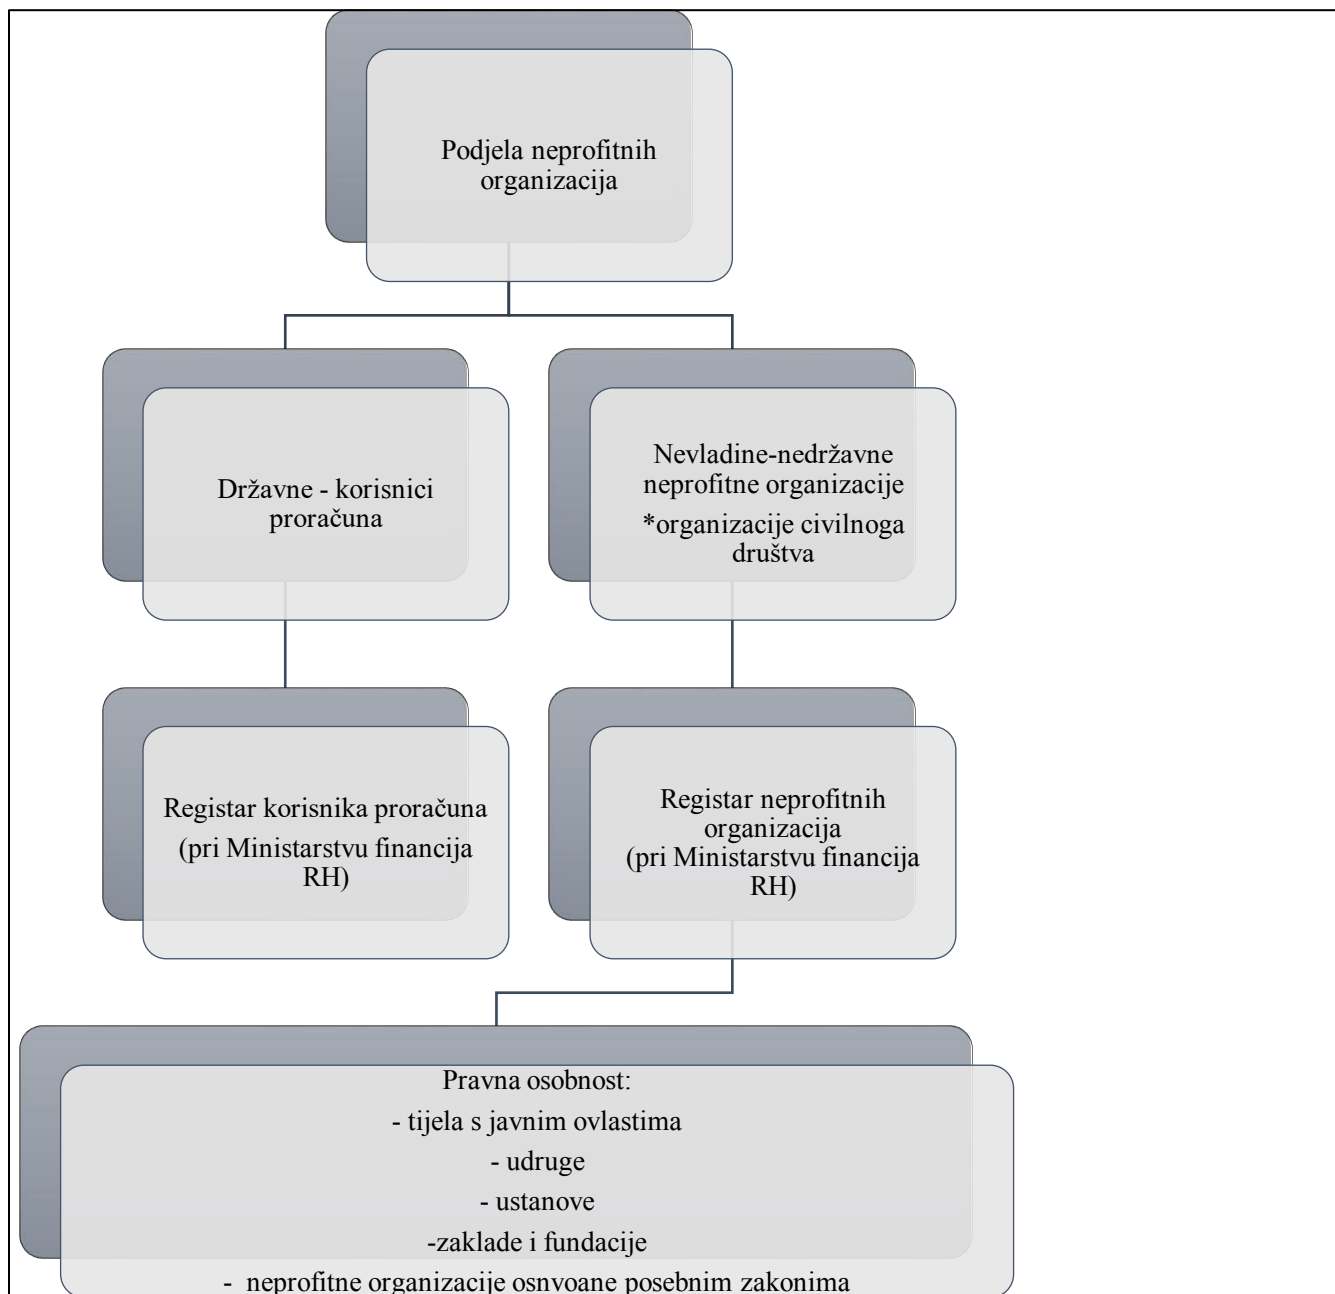 Podjela neprofitnih
organizacija
Državne - korisnici
proračuna
Nevladine-nedržavne
neprofitne organizacije
*organizacije civilnoga
društva
Registar korisnika proračuna
(pri Ministarstvu financija
RH)
Registar neprofitnih
organizacija
(pri Ministarstvu financija
RH)
Pravna osobnost:
- tijela s javnim ovlastima
- udruge
- ustanove
-zaklade i fundacije
- neprofitne organizacije osnvoane posebnim zakonima